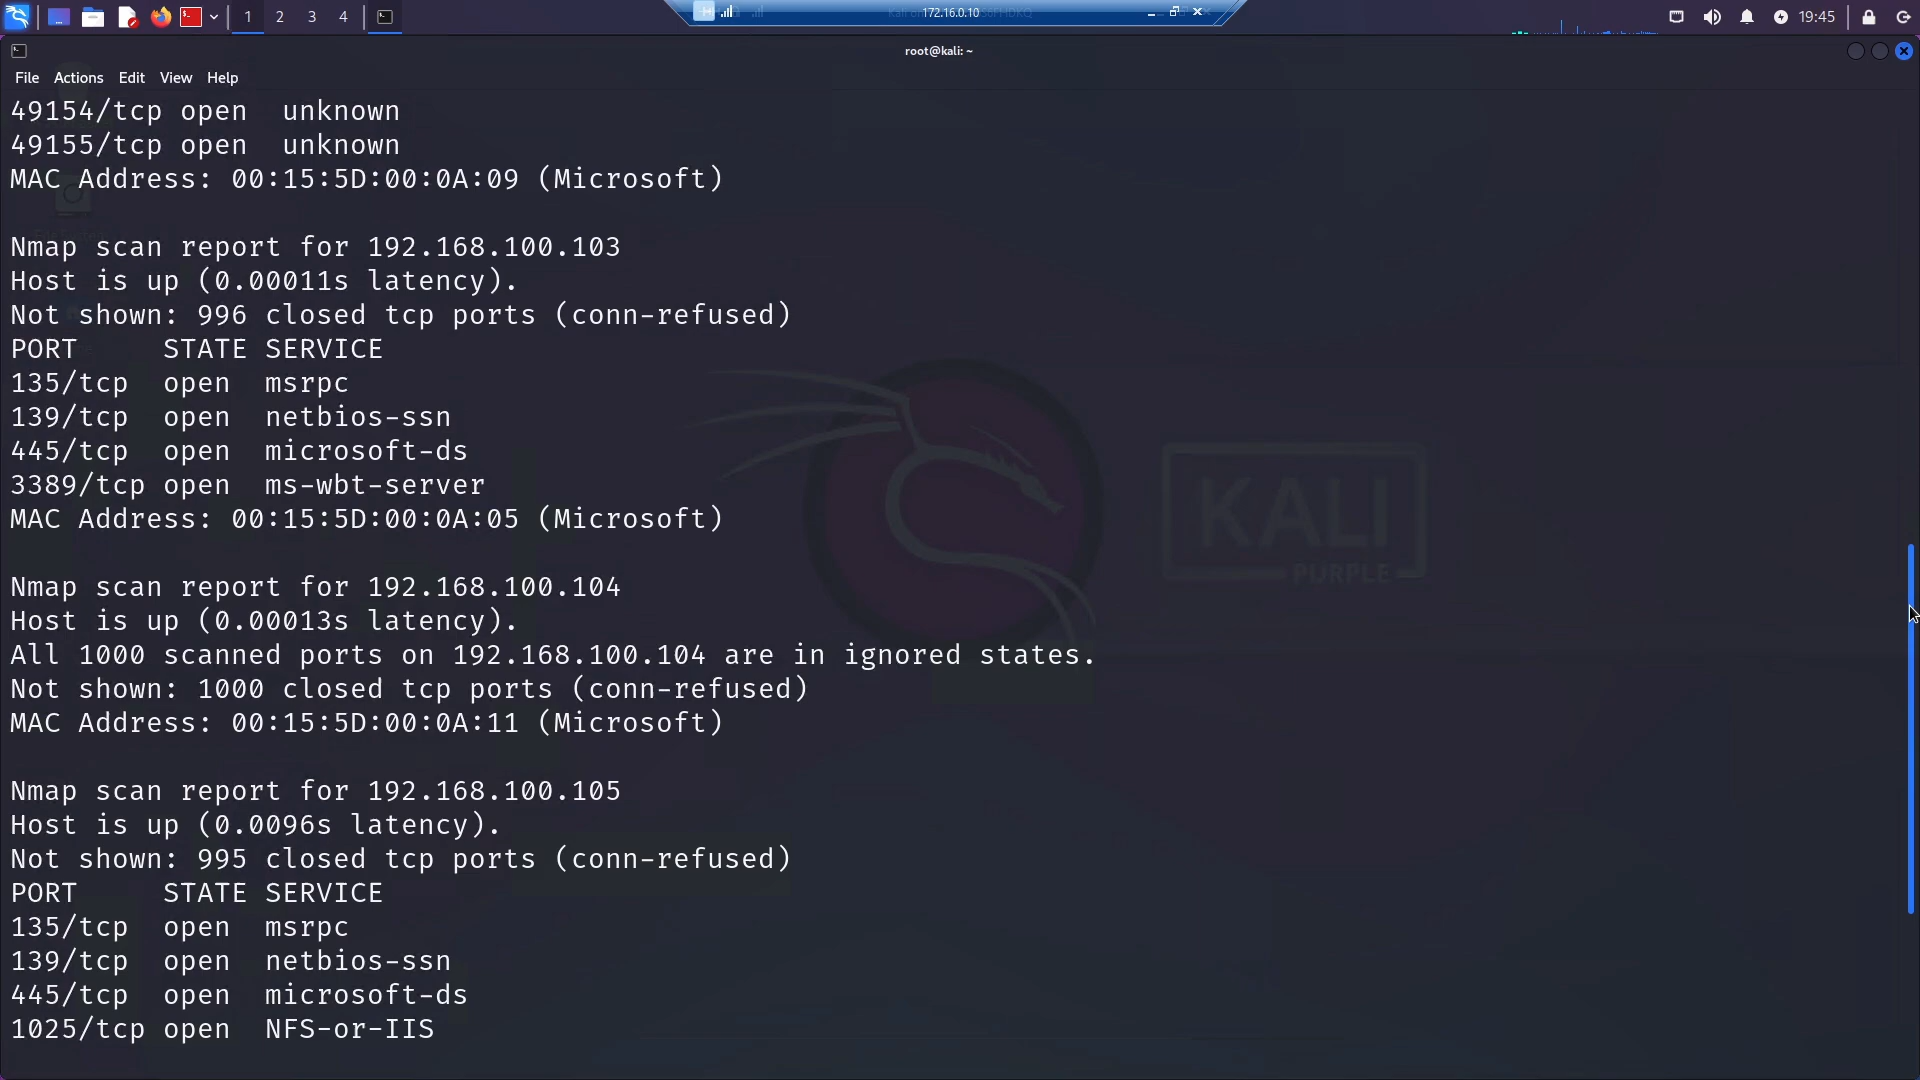 1 2 3 4
172.16.0.10
19:45
root@kali: ~
File Actions Edit View Help
49154/tcp open  unknown
49155/tcp open  unknown
MAC Address: 00:15:5D:00:0A:09 (Microsoft)
Nmap scan report for 192.168.100.103
Host is up (0.00011s latency).
Not shown: 996 closed tcp ports (conn-refused)
PORT     STATE SERVICE
135/tcp  open  msrpc
139/tcp  open  netbios-ssn
445/tcp  open  microsoft-ds
3389/tcp open  ms-wbt-server
MAC Address: 00:15:5D:00:0A:05 (Microsoft)
KALI
PURPLE
Nmap scan report for 192.168.100.104
Host is up (0.00013s latency).
All 1000 scanned ports on 192.168.100.104 are in ignored states.
Not shown: 1000 closed tcp ports (conn-refused)
MAC Address: 00:15:5D:00:0A:11 (Microsoft)
Nmap scan report for 192.168.100.105
Host is up (0.0096s latency).
Not shown: 995 closed tcp ports (conn-refused)
PORT     STATE SERVICE
135/tcp  open  msrpc
139/tcp  open  netbios-ssn
445/tcp  open  microsoft-ds
1025/tcp open  NFS-or-IIS